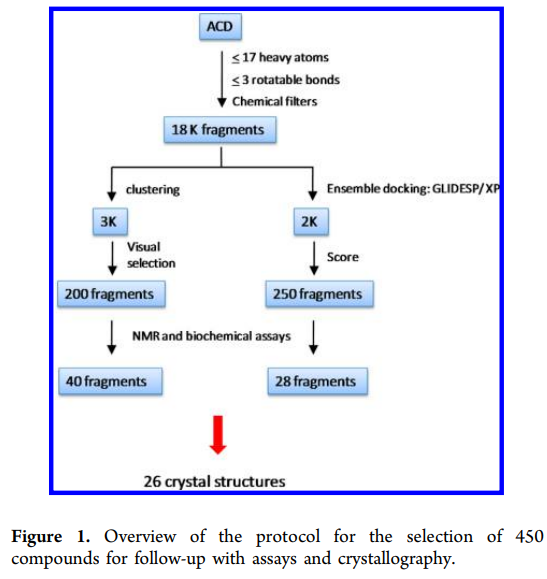 ACD
≤ 17 heavy atoms
≤ 3 rotatable bonds
Chemical filters
18 K fragments
clustering
Ensemble docking: GLIDESP/XP
3K
2K
Visual
selection
Score
200 fragments
250 fragments
NMR and biochemical assays
40 fragments
28 fragments
26 crystal structures
Figure 1. Overview of the protocol for the selection of 450
compounds for follow-up with assays and crystallography.